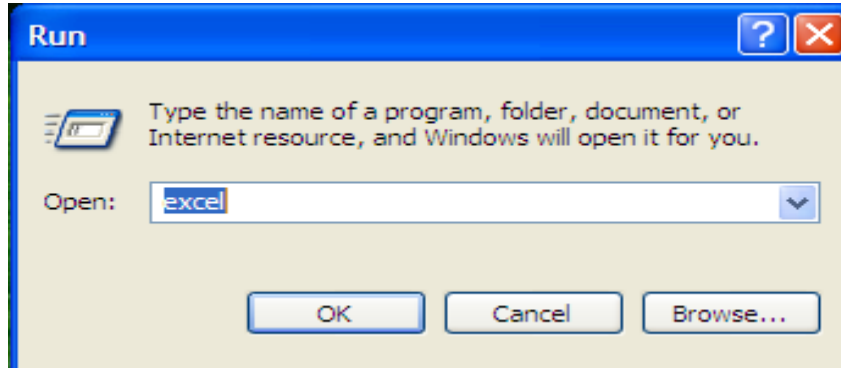 Run
Type the name of a program, folder, document, or
Internet resource, and Windows will open it for you.
Open: excel
OK Cancel Browse...